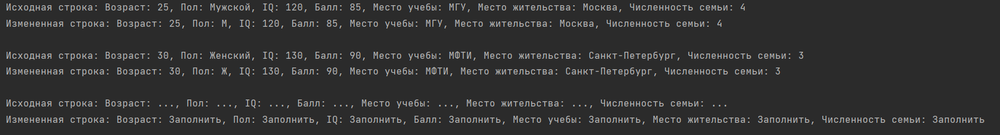 Исходная строка: Возраст: 25, Пол: Мужской, IQ: 120, Балл: 85, Место учебы: МГУ, Место жительства: Москва, Численность семьи: 4
Измененная строка: Возраст: 25, Пол: М, IQ: 120, Балл: 85, Место учебы: МГУ, Место жительства: Москва, Численность семьи: 4
Исходная строка: Возраст: 30, Пол: Женский, IQ: 130, Балл: 90, Место учебы: МФТИ, Место жительства: Санкт-Петербург, Численность семьи: 3
Измененная строка: Возраст: 30, Пол: Ж, IQ: 130, Балл: 90, Место учебы: МФТИ, Место жительства: Санкт-Петербург, Численность семьи: 3
Исходная строка: Возраст: ..., Пол: ..., IQ: ..., Балл: ..., Место учебы: ..., Место жительства: ..., Численность семьи: ...
Измененная строка: Возраст: Заполнить, Пол: Заполнить, IQ: Заполнить, Балл: Заполнить, Место учебы: Заполнить, Место жительства: Заполнить, Численность семьи: Заполнить